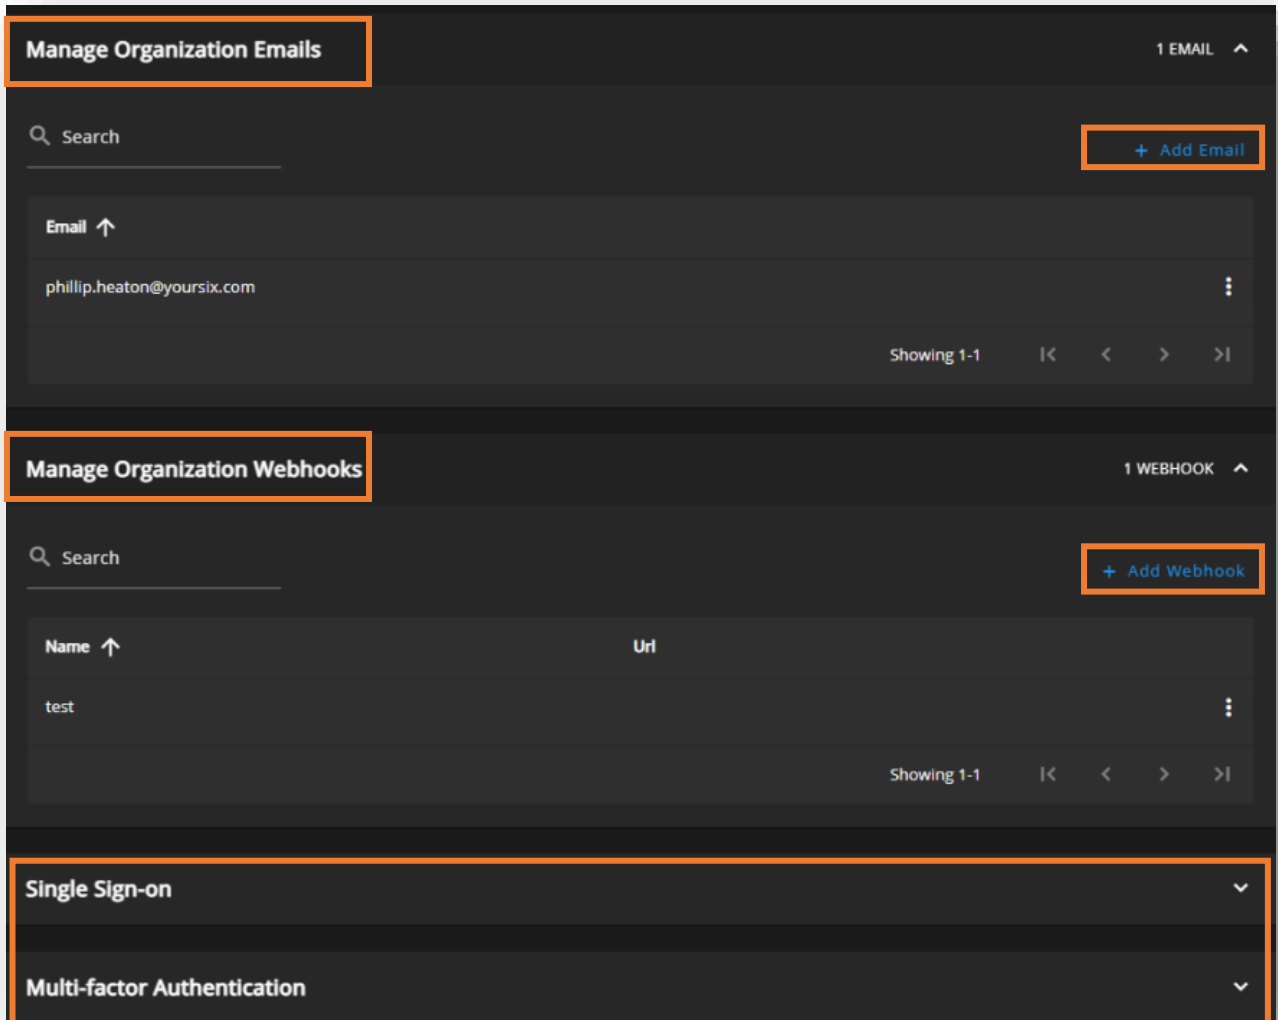 Manage Organization Emails
1 EMAIL
Search
+ Add Email
Email
phillip.heaton@yoursix.com
Showing 1-1
Manage Organization Webhooks
1 WEBHOOK
Search
+ Add Webhook
Name Url
test
Showing 1-1
Single Sign-on
Multi-factor Authentication